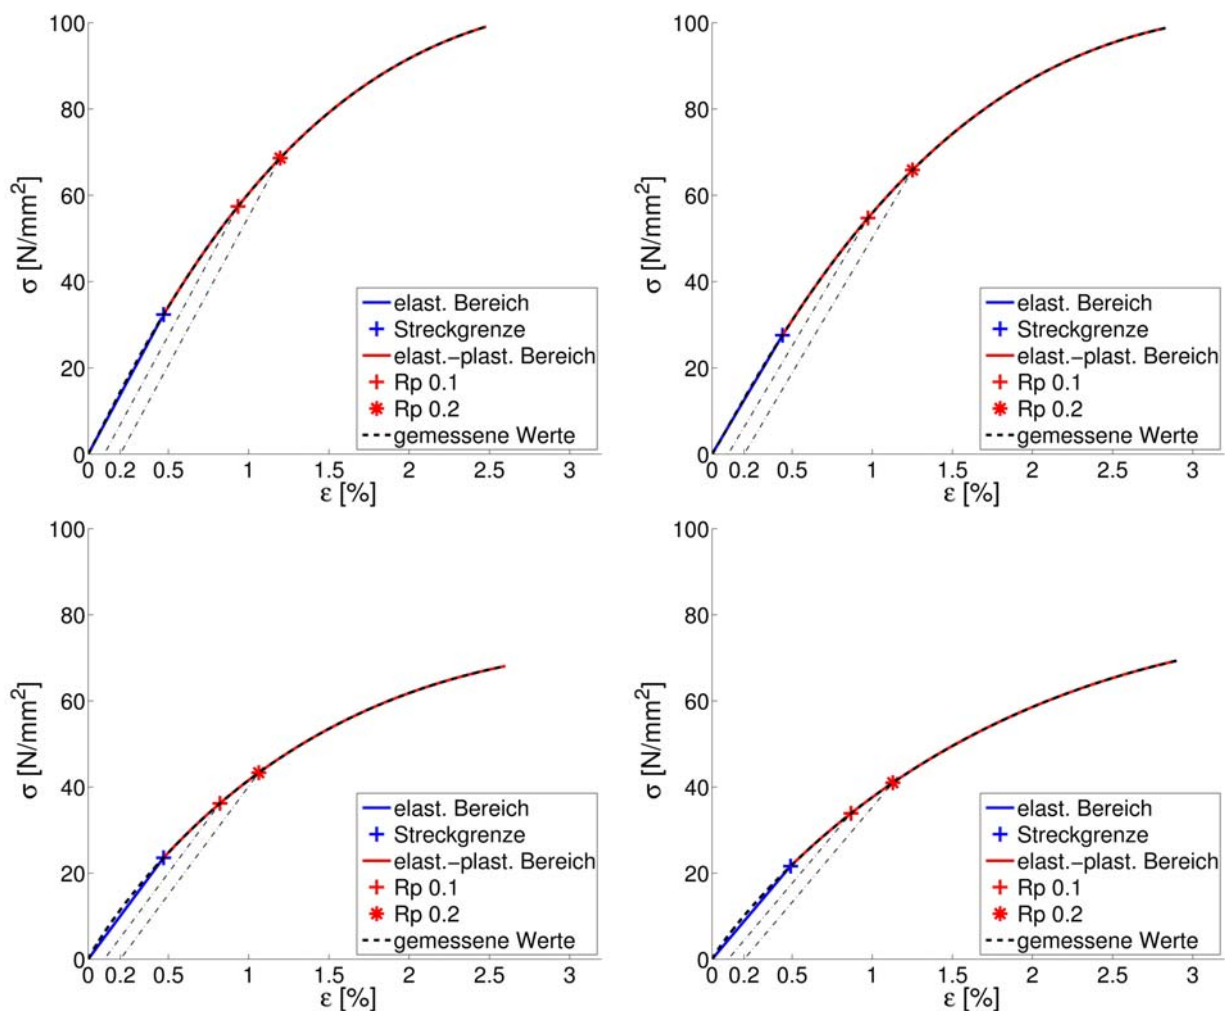 100
80
60
40
20
0
σ [N/mm²]
elast. Bereich
Streckgrenze
elast.-plast. Bereich
Rp 0.1
Rp 0.2
gemessene Werte
0 0.2 0.5 1 1.5 2 2.5 3
ε [%]
100
80
60
40
20
0
σ [N/mm²]
elast. Bereich
Streckgrenze
elast.-plast. Bereich
Rp 0.1
Rp 0.2
gemessene Werte
0 0.2 0.5 1 1.5 2 2.5 3
ε [%]
100
80
60
40
20
0
σ [N/mm²]
elast. Bereich
Streckgrenze
elast.-plast. Bereich
Rp 0.1
Rp 0.2
gemessene Werte
0 0.2 0.5 1 1.5 2 2.5 3
ε [%]
100
80
60
40
20
0
σ [N/mm²]
elast. Bereich
Streckgrenze
elast.-plast. Bereich
Rp 0.1
Rp 0.2
gemessene Werte
0 0.2 0.5 1 1.5 2 2.5 3
ε [%]